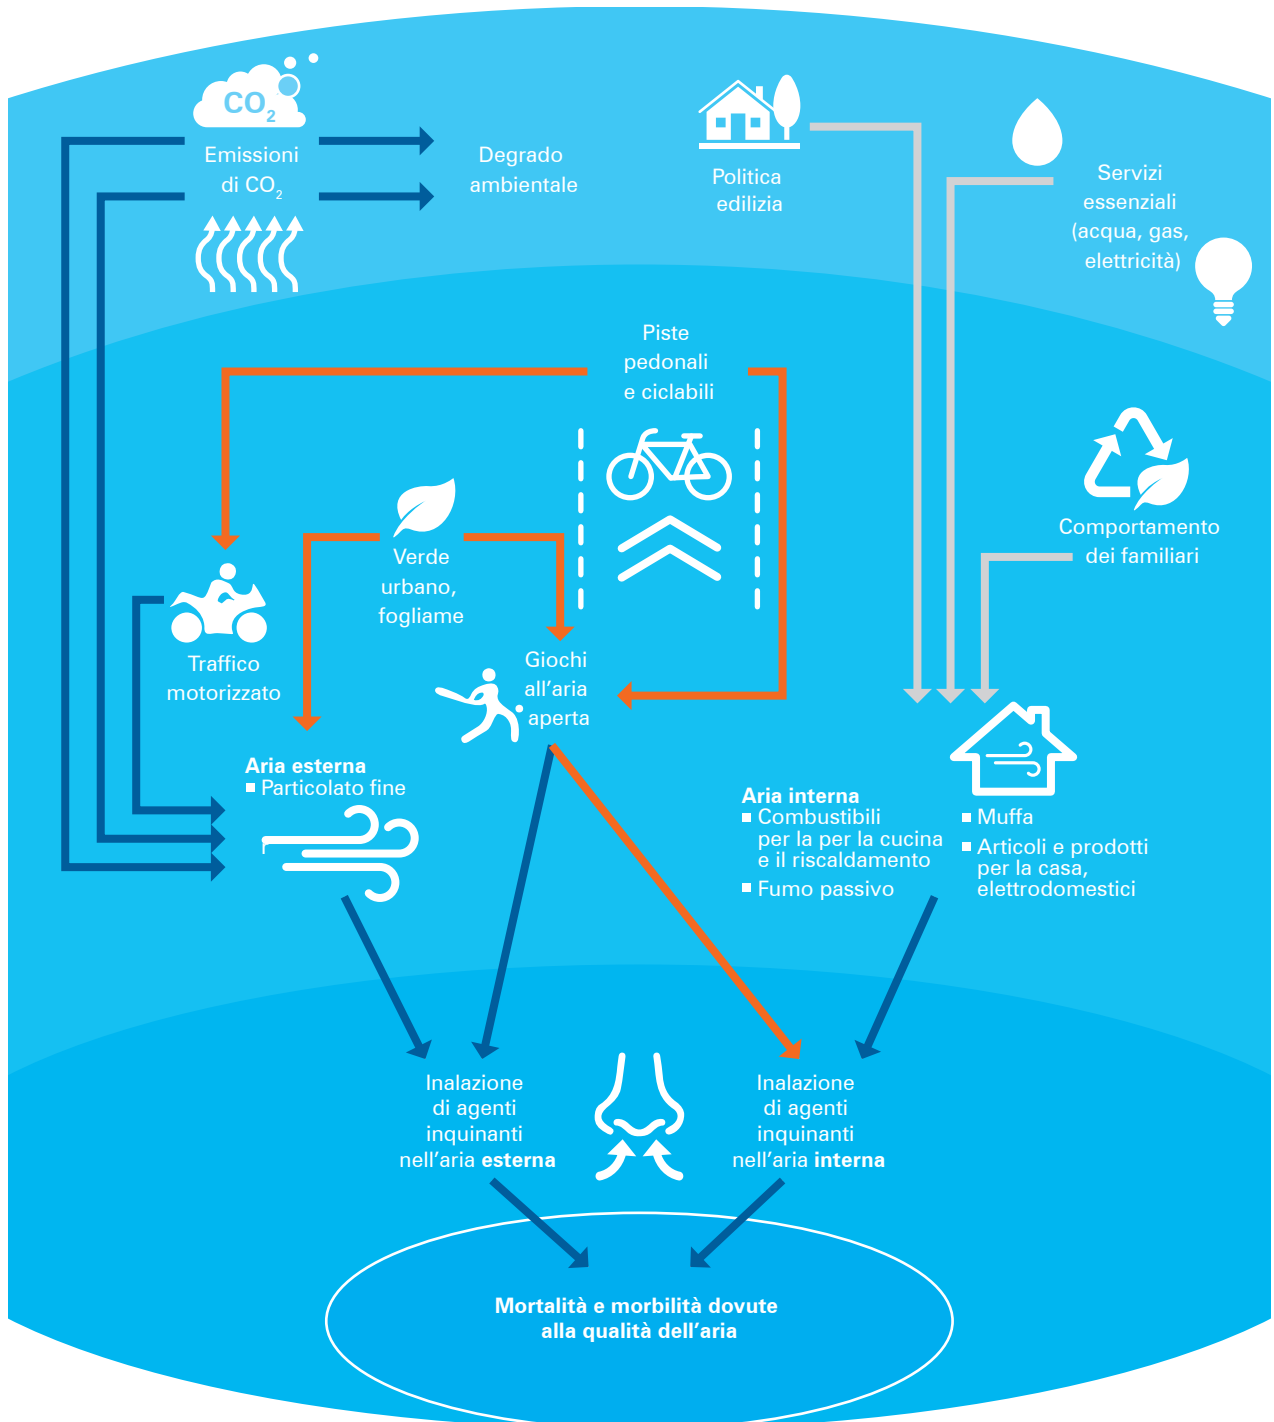 CO2
Emissioni
di CO2
Degrado
ambientale
Politica
edilizia
Servizi
essenziali
(acqua, gas,
elettricità)
Piste
pedonali
e ciclabili
Comportamento
dei familiari
Verde
urbano,
fogliame
Traffico
motorizzato
Giochi
all’aria
aperta
Aria esterna
Particolato fine
Aria interna
Combustibili
per la per la cucina
e il riscaldamento
Fumo passivo
Muffa
Articoli e prodotti
per la casa,
elettrodomestici
Inalazione
di agenti
inquinanti
nell’aria esterna
Inalazione
di agenti
inquinanti
nell’aria interna
Mortalità e morbilità dovute
alla qualità dell’aria